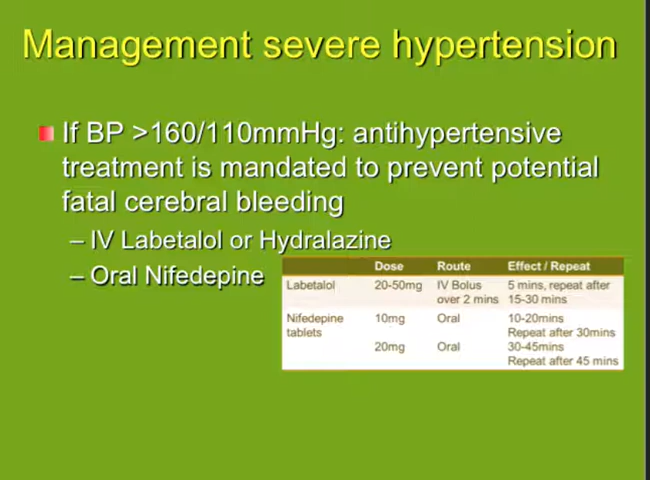 Management severe hypertension
If BP >160/110mmHg: antihypertensive
treatment is mandated to prevent potential
fatal cerebral bleeding
– IV Labetalol or Hydralazine
– Oral Nifedepine
Dose Route Effect / Repeat
Labetalol 20-50mg IV Bolus 5 mins, repeat after
over 2 mins 15-30 mins
Nifedepine 10mg Oral 10-20mins
tablets Repeat after 30mins
20mg Oral 30-45mins
Repeat after 45 mins